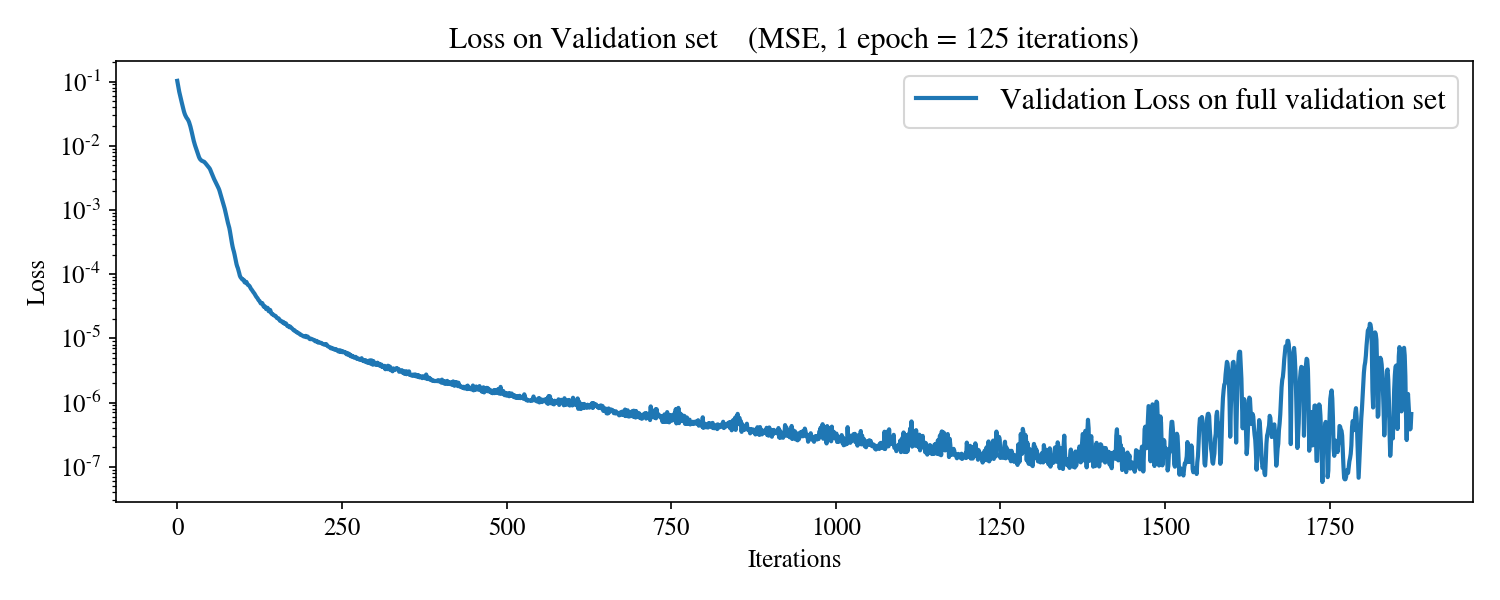 Loss on Validation set    (MSE, 1 epoch = 125 iterations)
Validation Loss on full validation set
Loss
10⁻¹
10⁻²
10⁻³
10⁻⁴
10⁻⁵
10⁻⁶
10⁻⁷
0 250 500 750 1000 1250 1500 1750
Iterations